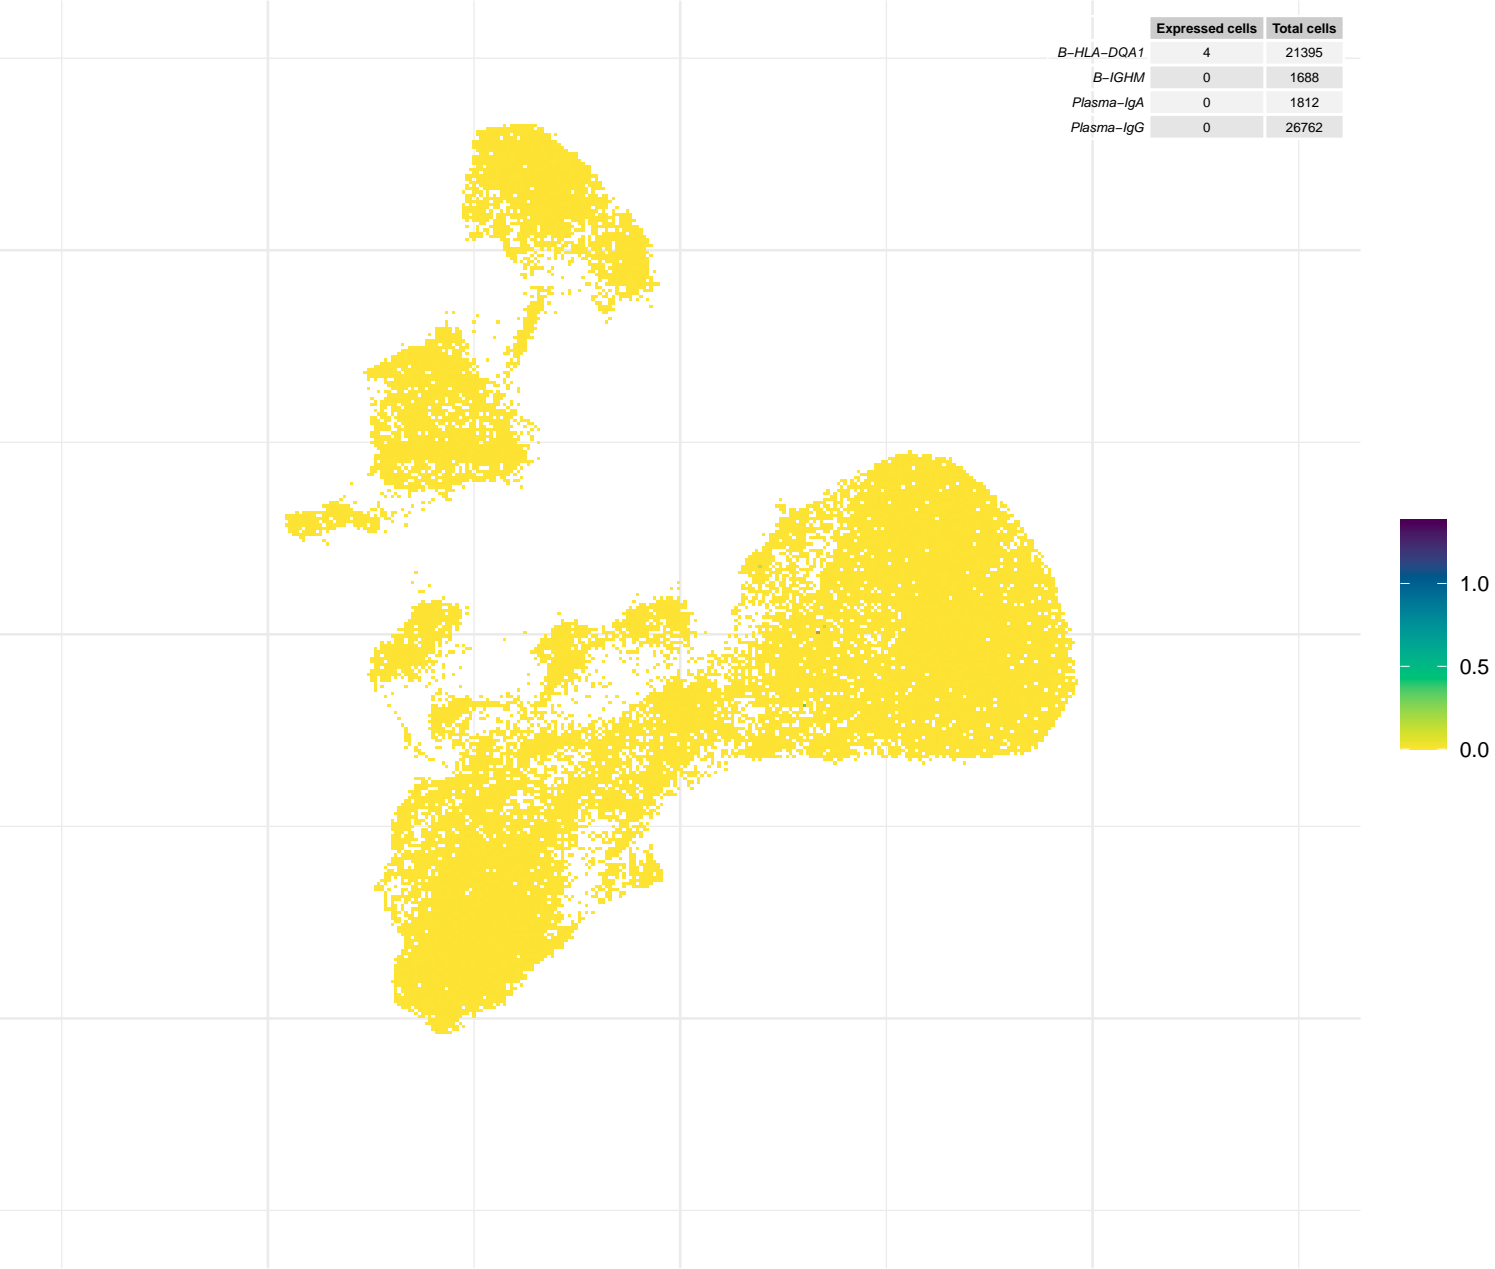 Expressed cells Total cells
B−HLA−DQA1 4 21395
B−IGHM 0 1688
Plasma−IgA 0 1812
Plasma−IgG 0 26762
1.0
0.5
0.0